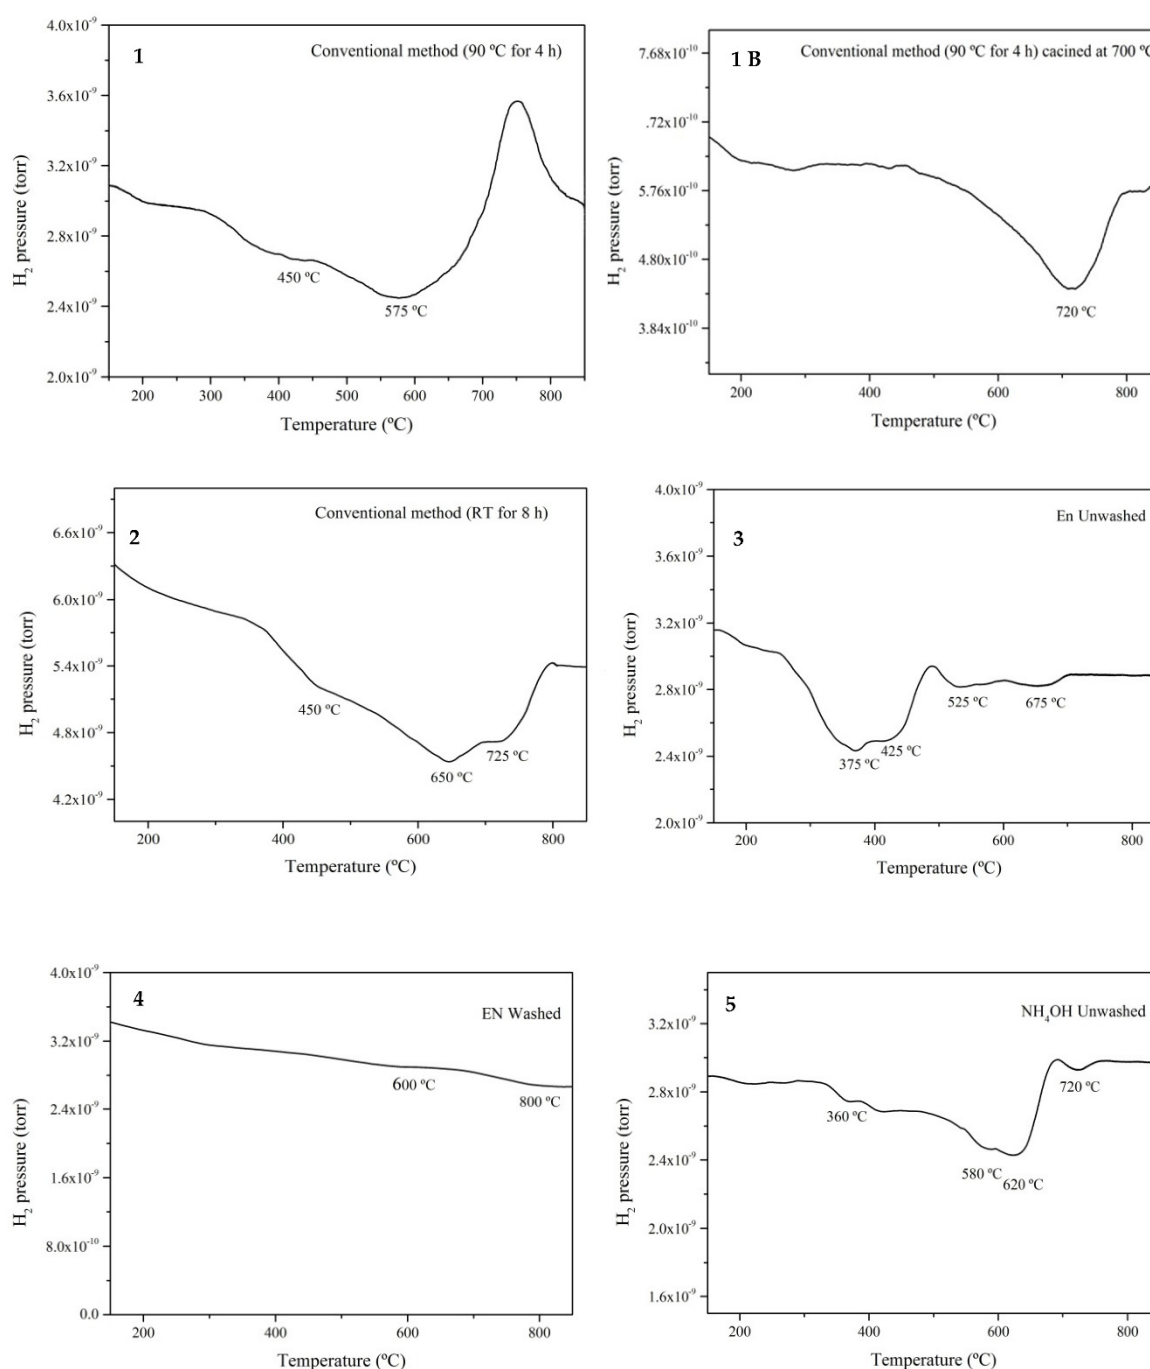 1
Conventional method (90 ºC for 4 h)
4.0x10⁻⁹
3.6x10⁻⁹
3.2x10⁻⁹
2.8x10⁻⁹
2.4x10⁻⁹
2.0x10⁻⁹
H₂ pressure (torr)
450 ºC
575 ºC
200 300 400 500 600 700 800
Temperature (ºC)
1 B
Conventional method (90 ºC for 4 h) cacined at 700 ºC
7.68x10⁻¹⁰
.72x10⁻¹⁰
5.76x10⁻¹⁰
4.80x10⁻¹⁰
3.84x10⁻¹⁰
H₂ pressure (torr)
720 ºC
200 400 600 800
Temperature (ºC)
2
Conventional method (RT for 8 h)
6.6x10⁻⁹
6.0x10⁻⁹
5.4x10⁻⁹
4.8x10⁻⁹
4.2x10⁻⁹
H₂ pressure (torr)
450 ºC
725 ºC
650 ºC
200 400 600 800
Temperature (ºC)
3
En Unwashed
4.0x10⁻⁹
3.6x10⁻⁹
3.2x10⁻⁹
2.8x10⁻⁹
2.4x10⁻⁹
2.0x10⁻⁹
H₂ pressure (torr)
525 ºC
675 ºC
425 ºC
375 ºC
200 400 600 800
Temperature (ºC)
4
EN Washed
4.0x10⁻⁹
3.2x10⁻⁹
2.4x10⁻⁹
1.6x10⁻⁹
8.0x10⁻¹⁰
0.0
H₂ pressure (torr)
600 ºC
800 ºC
200 400 600 800
Temperature (ºC)
5
NH₄OH Unwashed
3.2x10⁻⁹
2.8x10⁻⁹
2.4x10⁻⁹
2.0x10⁻⁹
1.6x10⁻⁹
H₂ pressure (torr)
720 ºC
360 ºC
580 ºC
620 ºC
200 400 600 800
Temperature (ºC)